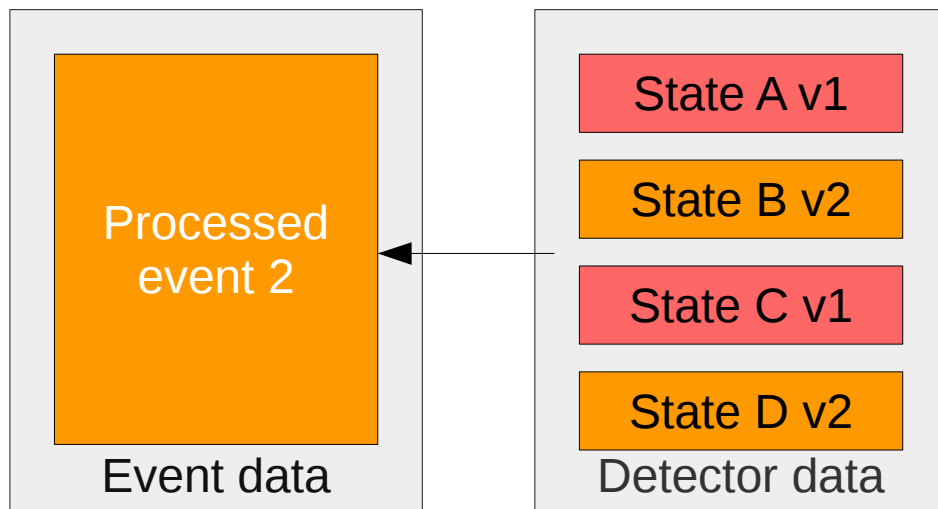 Processed
event 2
Event data
State A v1
State B v2
State C v1
State D v2
Detector data